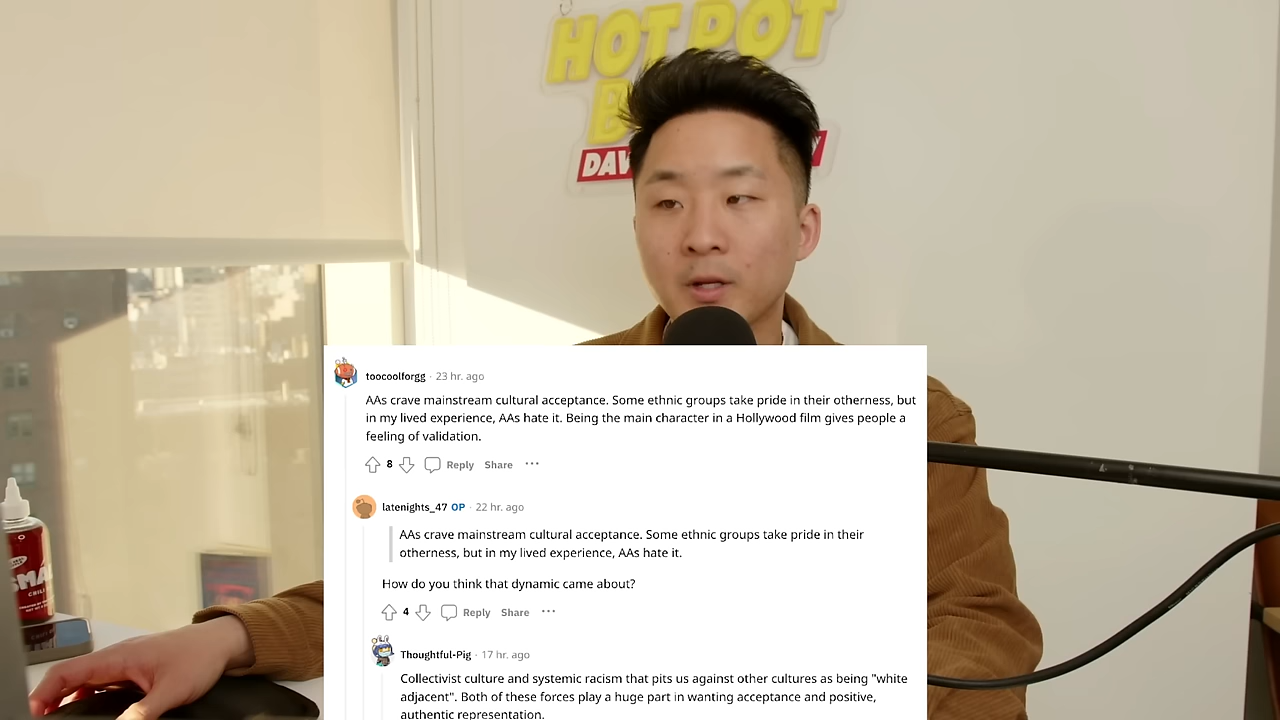 HOT POT
B
DAV
Y
SMA
CHILI
toocoolforgg · 23 hr. ago
AAs crave mainstream cultural acceptance. Some ethnic groups take pride in their otherness, but
in my lived experience, AAs hate it. Being the main character in a Hollywood film gives people a
feeling of validation.
8 Reply Share ...
latenights_47 OP · 22 hr. ago
AAs crave mainstream cultural acceptance. Some ethnic groups take pride in their
otherness, but in my lived experience, AAs hate it.
How do you think that dynamic came about?
4 Reply Share ...
Thoughtful-Pig · 17 hr. ago
Collectivist culture and systemic racism that pits us against other cultures as being "white
adjacent". Both of these forces play a huge part in wanting acceptance and positive,
authentic representation.